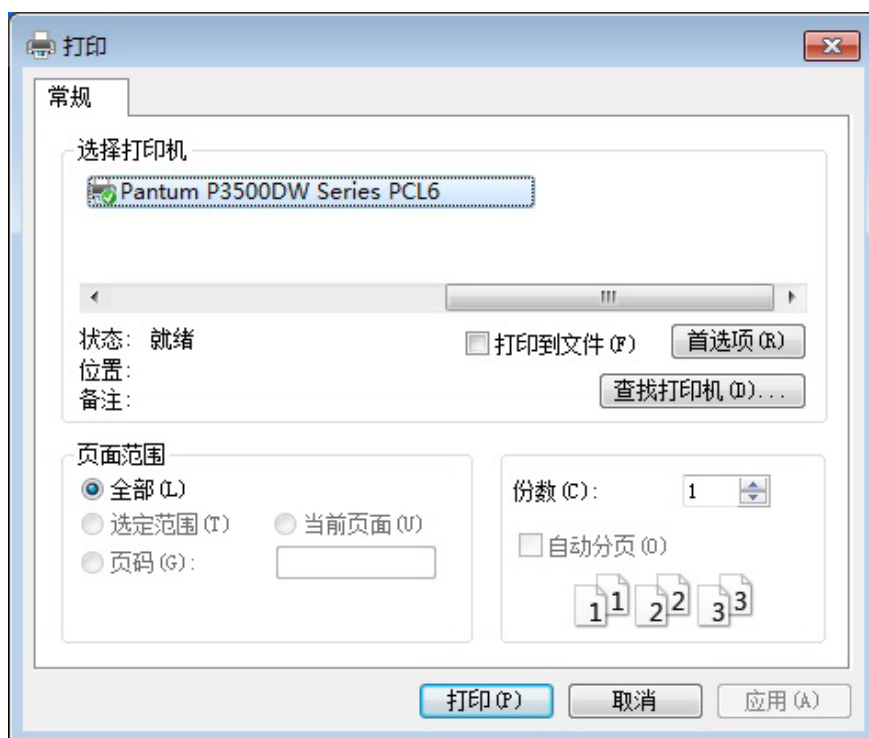 打印
常规
选择打印机
Pantum P3500DW Series PCL6
状态: 就绪
打印到文件(F)
首选项(R)
位置:
查找打印机(D)...
备注:
页面范围
全部(L)
选定范围(T)
当前页面(U)
页码(G):
份数(C): 1
自动分页(O)
1 1 2 2 3 3
打印(P)
取消
应用(A)